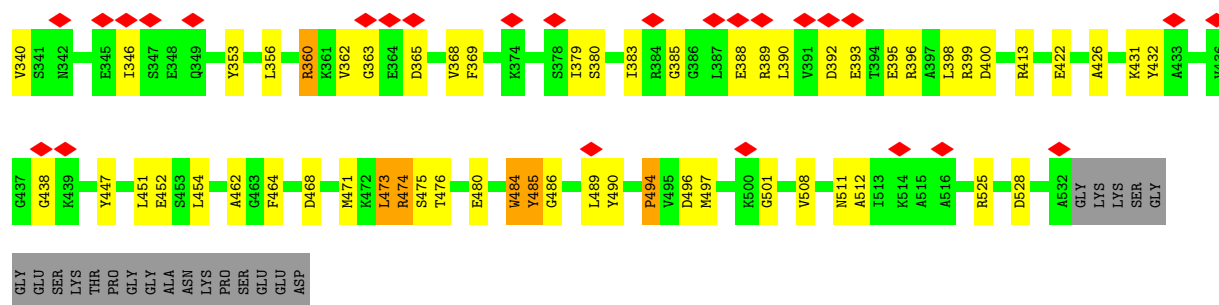 V340 S341 N342 E345 I346 S347 E348 Q349 Y353 L356 R360 K361 V362 G363 E364 D365 V368 F369 K374 S378 I379 S380 I383 R384 G385 G386 L387 E388 R389 L390 V391 D392 E393 T394 E395 R396 A397 L398 R399 D400 R413 E422 A426 K431 Y432 A433 V436
G437 G438 K439 Y447 L451 E452 S453 L454 A462 G463 F464 D468 M471 K472 L473 R474 S475 T476 E480 W484 Y485 G486 L489 Y490 P494 V495 D496 M497 K500 G501 V508 N511 A512 I513 K514 A515 A516 R525 D528 A532 GLY LYS LYS SER GLY
GLY GLU SER LYS THR PRO GLY GLY ALA ASN LYS PRO SER GLU GLU ASP